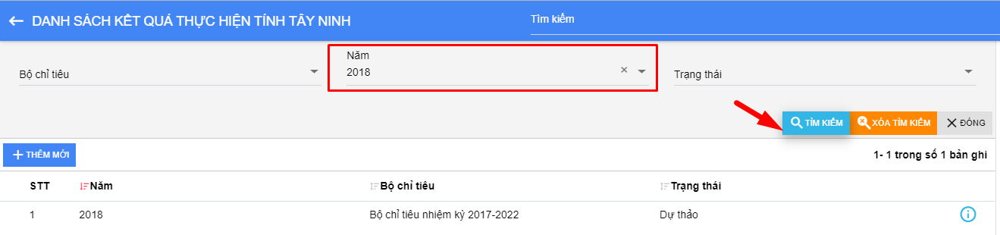 DANH SÁCH KẾT QUẢ THỰC HIỆN TÍNH TÂY NINH
Tìm kiếm
Bộ chỉ tiêu
Năm
2018
Trạng thái
TÌM KIẾM
XÓA TÌM KIẾM
ĐÓNG
THÊM MỚI
1- 1 trong số 1 bản ghi
STT Năm Bộ chỉ tiêu Trạng thái
1 2018 Bộ chỉ tiêu nhiệm kỳ 2017-2022 Dự thảo